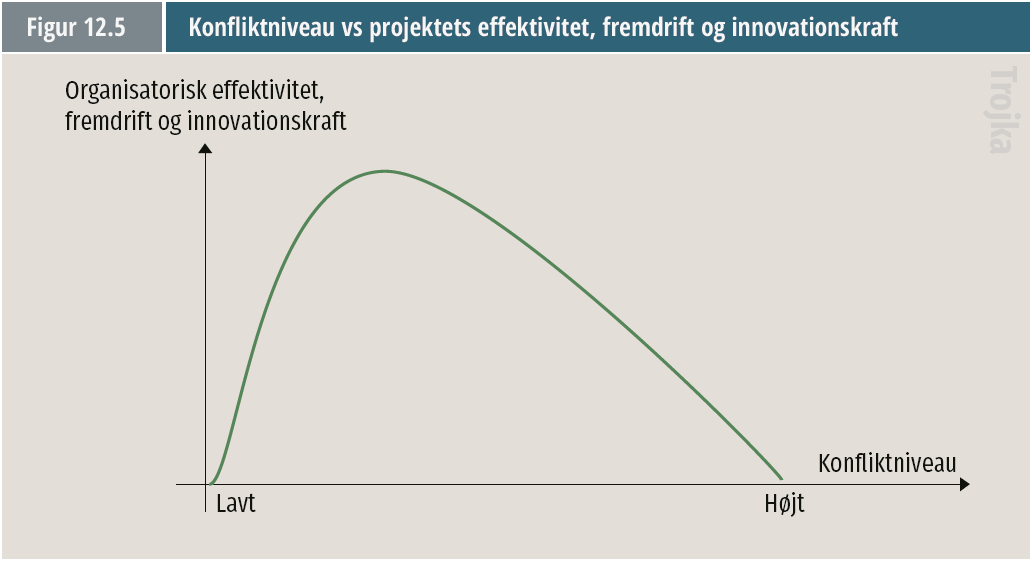 Figur 12.5
Konfliktniveau vs projektets effektivitet, fremdrift og innovationskraft
Trojka
Organisatorisk effektivitet,
fremdrift og innovationskraft
Konfliktniveau
Lavt
Højt